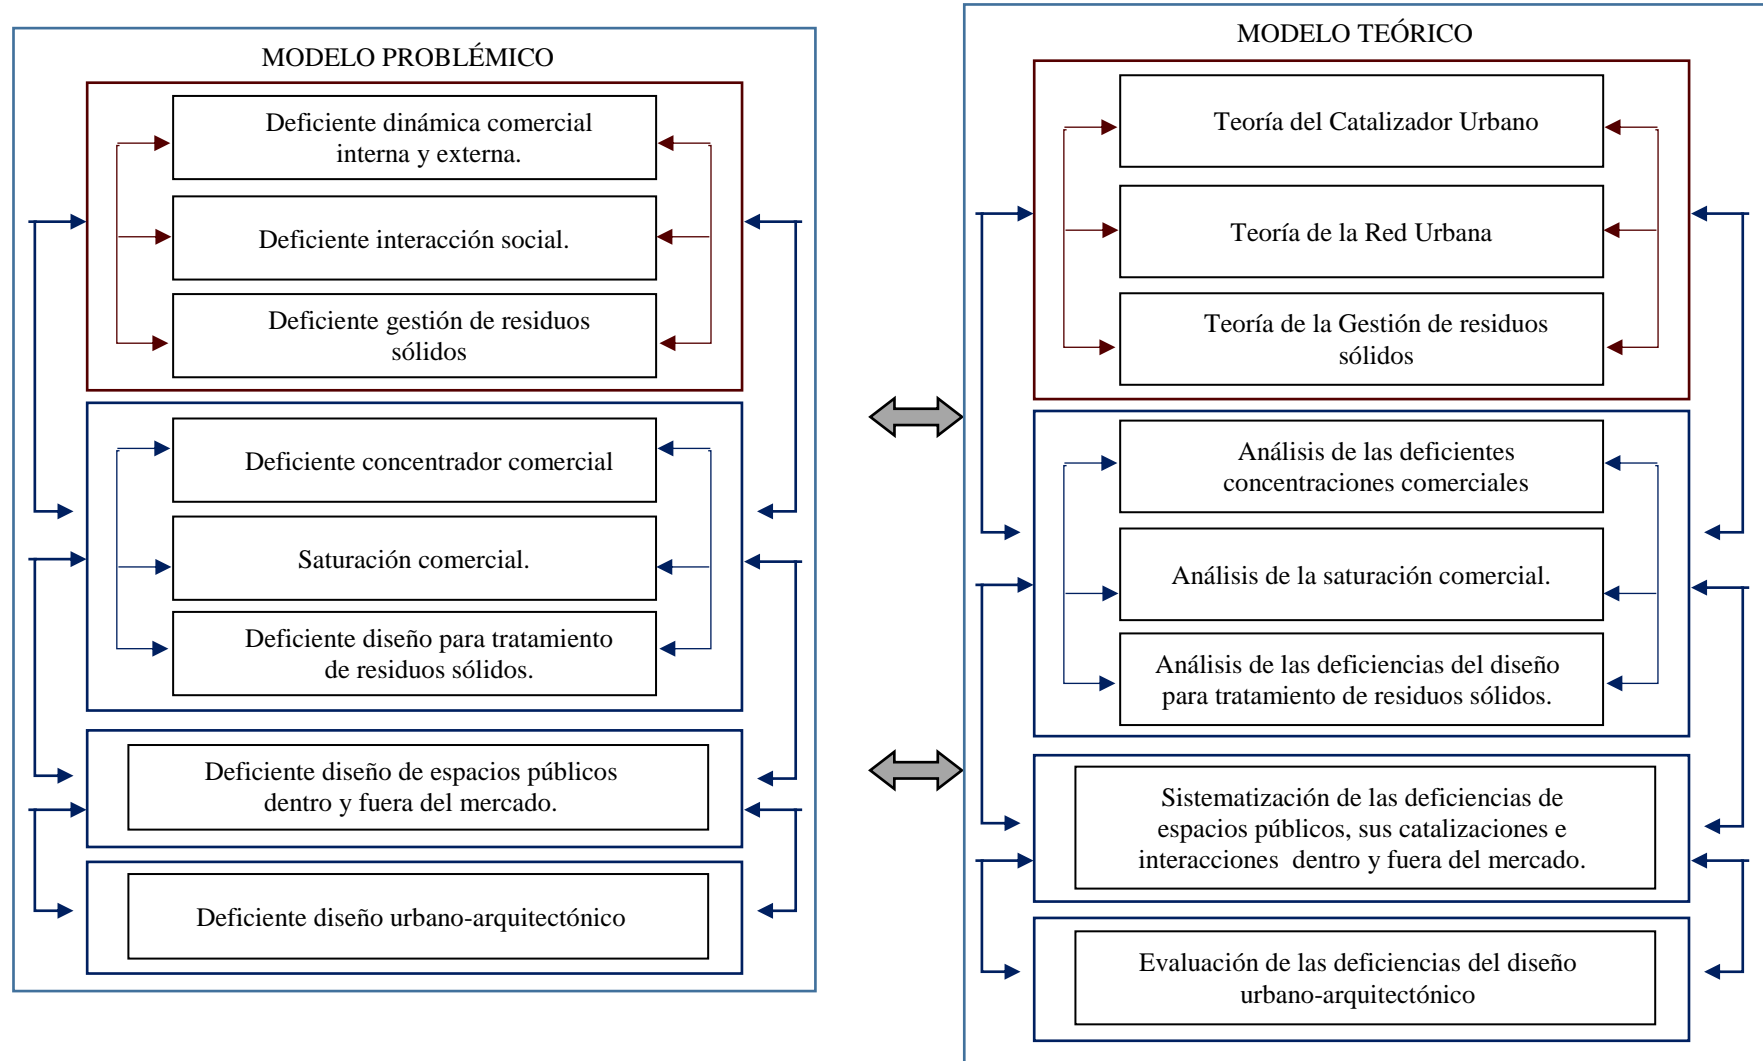 MODELO PROBLÉMICO
Deficiente dinámica comercial
interna y externa.
Deficiente interacción social.
Deficiente gestión de residuos
sólidos
Deficiente concentrador comercial
Saturación comercial.
Deficiente diseño para tratamiento
de residuos sólidos.
Deficiente diseño de espacios públicos
dentro y fuera del mercado.
Deficiente diseño urbano-arquitectónico
MODELO TEÓRICO
Teoría del Catalizador Urbano
Teoría de la Red Urbana
Teoría de la Gestión de residuos
sólidos
Análisis de las deficientes
concentraciones comerciales
Análisis de la saturación comercial.
Análisis de las deficiencias del diseño
para tratamiento de residuos sólidos.
Sistematización de las deficiencias de
espacios públicos, sus catalizaciones e
interacciones dentro y fuera del mercado.
Evaluación de las deficiencias del diseño
urbano-arquitectónico